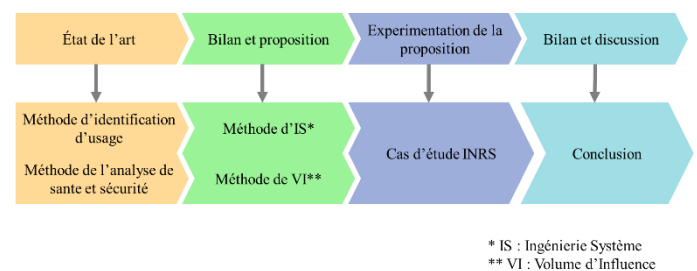 État de l'art
Bilan et proposition
Experimentation de la
proposition
Bilan et discussion
Méthode d'identification
d'usage
Méthode de l'analyse de
sante et sécurité
Méthode d'IS*
Méthode de VI**
Cas d'étude INRS
Conclusion
* IS : Ingénierie Système
** VI : Volume d'Influence